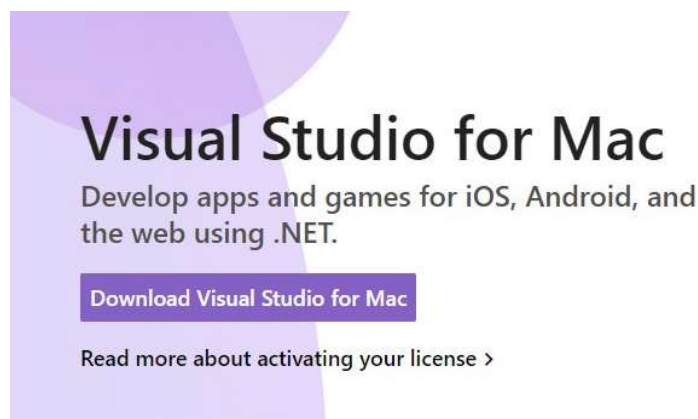 Visual Studio for Mac
Develop apps and games for iOS, Android, and
the web using .NET.
Download Visual Studio for Mac
Read more about activating your license >